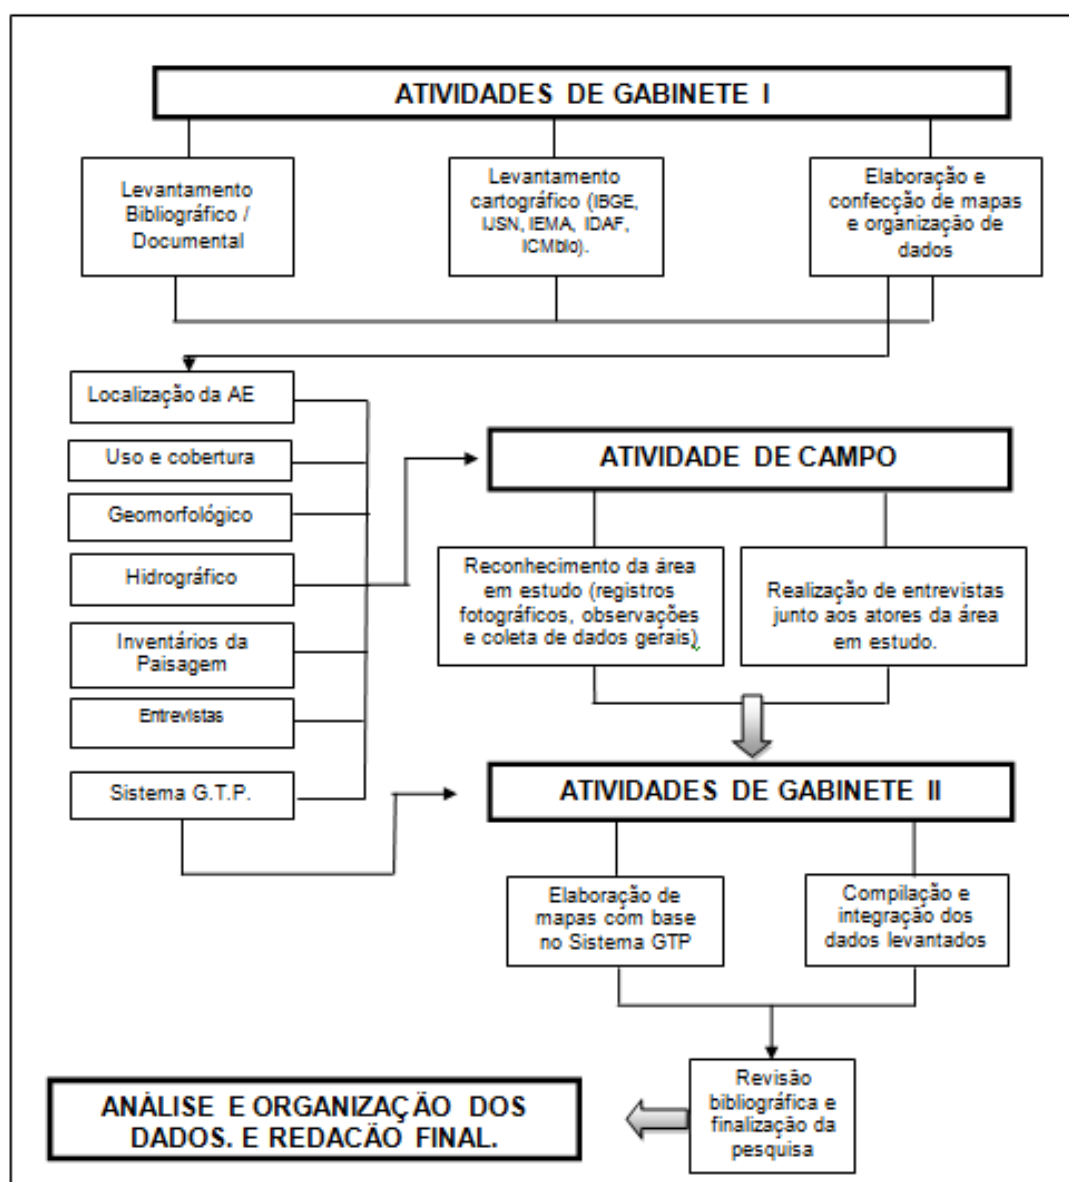 ATIVIDADES DE GABINETE I
Levantamento
Bibliográfico /
Documental
Levantamento
cartográfico (IBGE,
IJSN, IEMA, IDAF,
ICMbio).
Elaboração e
confecção de mapas
e organização de
dados
Localização da AE
Uso e cobertura
Geomorfológico
Hidrográfico
Inventários da
Paisagem
Entrevistas
Sistema G.T.P.
ATIVIDADE DE CAMPO
Reconhecimento da área
em estudo (registros
fotográficos, observações
e coleta de dados gerais)
Realização de entrevistas
junto aos atores da área
em estudo.
ATIVIDADES DE GABINETE II
Elaboração de
mapas com base
no Sistema GTP
Compilação e
integração dos
dados levantados
Revisão
bibliográfica e
finalização da
pesquisa
ANÁLISE E ORGANIZAÇÃO DOS
DADOS. E REDACÃO FINAL.